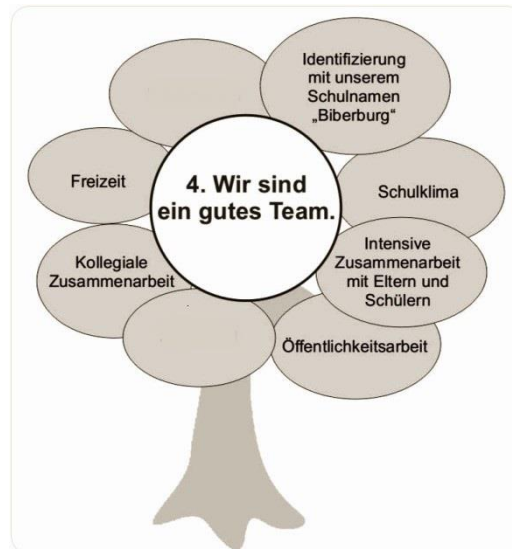 Identifizierung
mit unserem
Schulnamen
„Biberburg“
4. Wir sind
ein gutes Team.
Freizeit
Schulklima
Kollegiale
Zusammenarbeit
Intensive
Zusammenarbeit
mit Eltern und
Schülern
Öffentlichkeitsarbeit